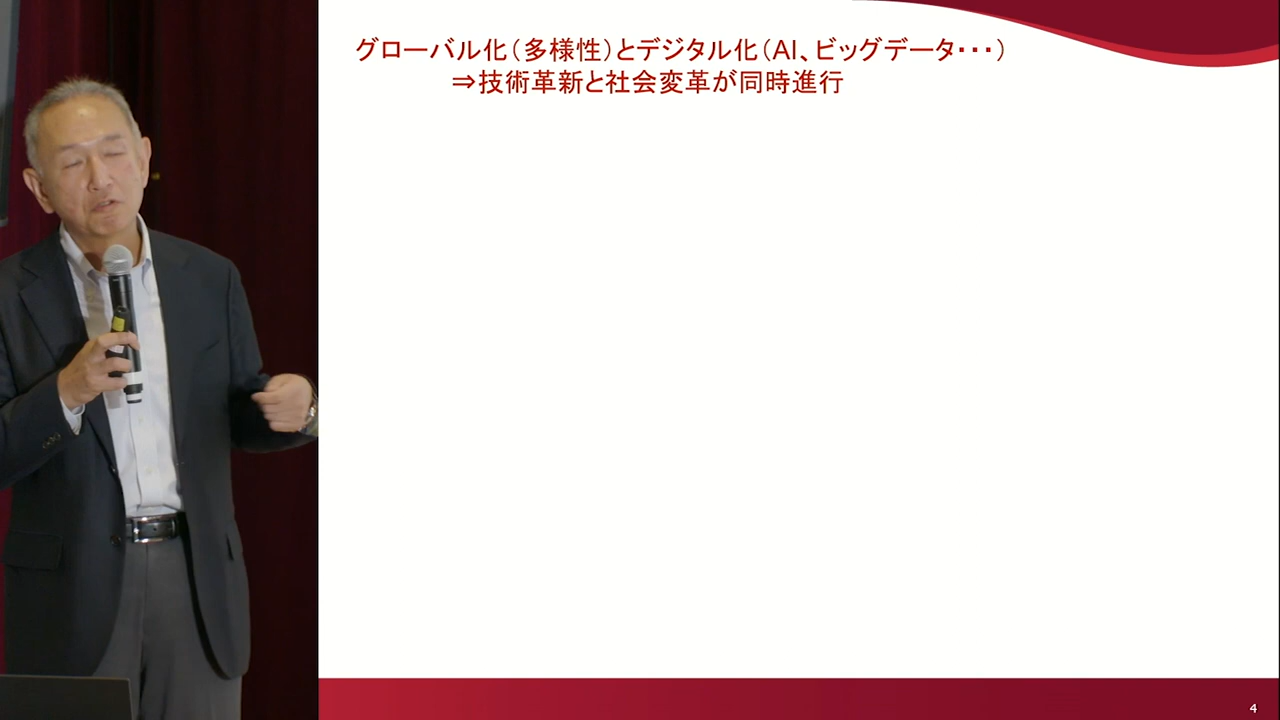 グローバル化（多様性）とデジタル化（AI、ビッグデータ・・・）
⇒技術革新と社会変革が同時進行
4